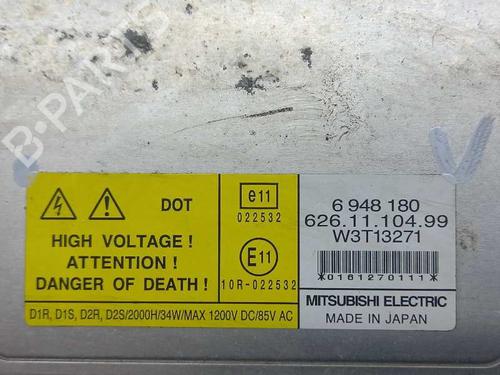 B-PARTS
DOT
HIGH VOLTAGE !
ATTENTION !
DANGER OF DEATH !
D1R, D1S, D2R, D2S/2000H/34W/MAX 1200V DC/85V AC
e11
022532
E11
10R-022532
6 948 180
626.11.104.99
W3T13271
*0161270111*
MITSUBISHI ELECTRIC
MADE IN JAPAN